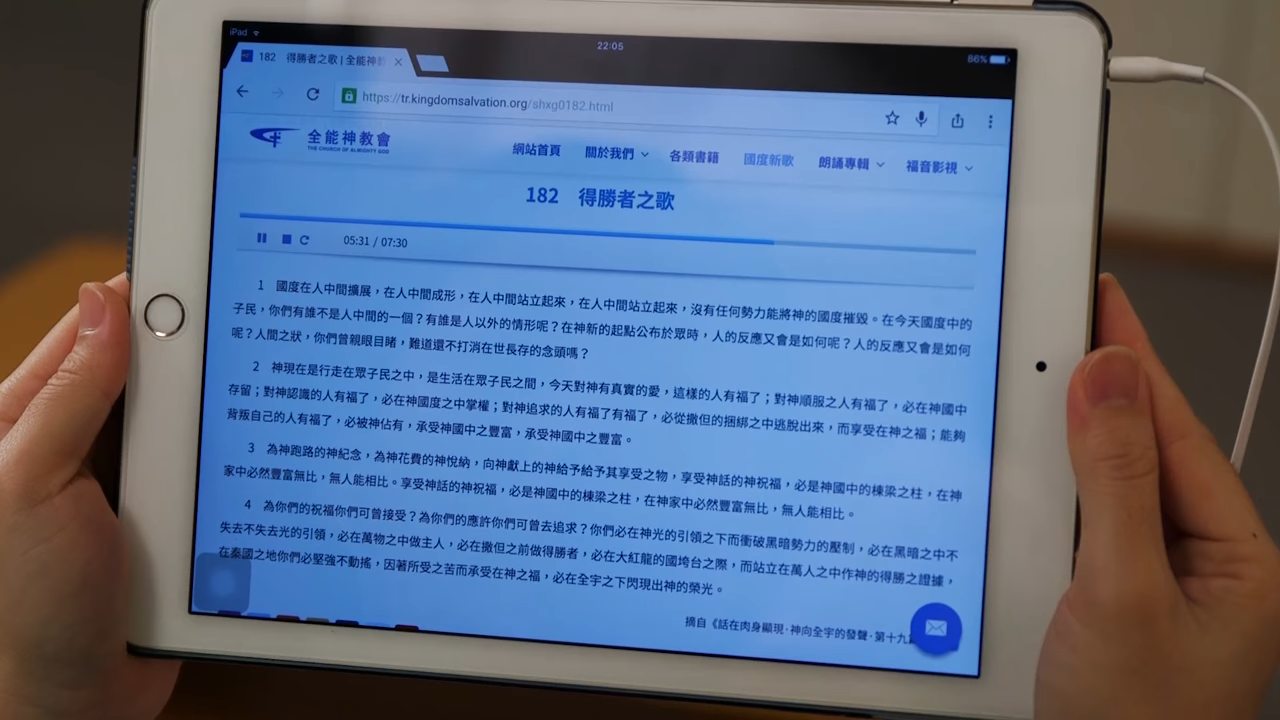 iPad
22:05
86%
182 得勝者之歌 | 全能神教
https://tr.kingdomsalvation.org/shxg0182.html
全能神教會
THE CHURCH OF ALMIGHTY GOD
網站首頁 關於我們 各類書籍 國度新歌 朗誦專輯 福音影視
182 得勝者之歌
05:31 / 07:30
1 國度在人中間擴展，在人中間成形，在人中間站立起來，在人中間站立起來，沒有任何勢力能將神的國度摧毀。在今天國度中的
子民，你們有誰不是人中間的一個？有誰是人以外的情形呢？在神新的起點公布於眾時，人的反應又會是如何呢？人的反應又會是如何
呢？人間之狀，你們曾親眼目睹，難道還不打消在世長存的念頭嗎？
2 神現在是行走在眾子民之中，是生活在眾子民之間，今天對神有真實的愛，這樣的人有福了；對神順服之人有福了，必在神國中
存留；對神認識的人有福了，必在神國度之中掌權；對神追求的人有福了有福了，必從撒但的捆綁之中逃脫出來，而享受在神之福；能夠
背叛自己的人有福了，必被神佔有，承受神國中之豐富，承受神國中之豐富。
3 為神跑路的神紀念，為神花費的神悅納，向神獻上的神給予給予其享受之物，享受神話的神祝福，必是神國中的棟梁之柱，在神
家中必然豐富無比，無人能相比。享受神話的神祝福，必是神國中的棟梁之柱，在神家中必然豐富無比，無人能相比。
4 為你們的祝福你們可曾接受？為你們的應許你們可曾去追求？你們必在神光的引領之下而衝破黑暗勢力的壓制，必在黑暗之中不
失去不失去光的引領，必在萬物之中做主人，必在撒但之前做得勝者，必在大紅龍的國垮台之際，而站立在萬人之中作神的得勝之證據，
在秦國之地你們必堅強不動搖，因著所受之苦而承受在神之福，必在全宇之下閃現出神的榮光。
摘自《話在肉身顯現·神向全宇的發聲·第十九